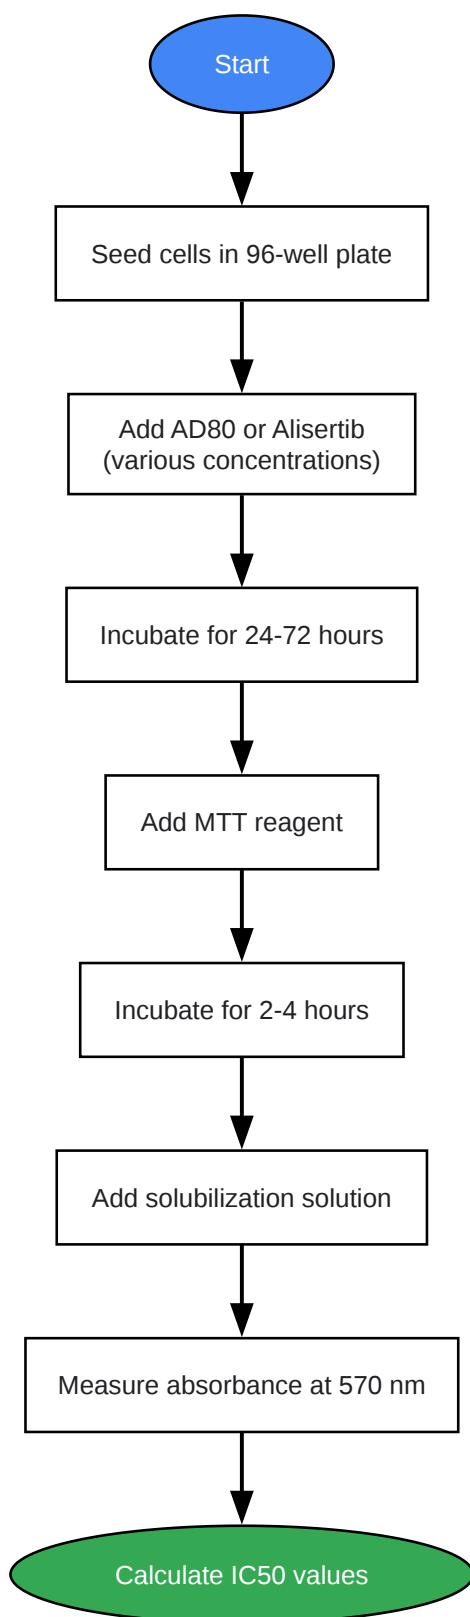 Start
Seed cells in 96-well plate
Add AD80 or Alisertib
(various concentrations)
Incubate for 24-72 hours
Add MTT reagent
Incubate for 2-4 hours
Add solubilization solution
Measure absorbance at 570 nm
Calculate IC50 values